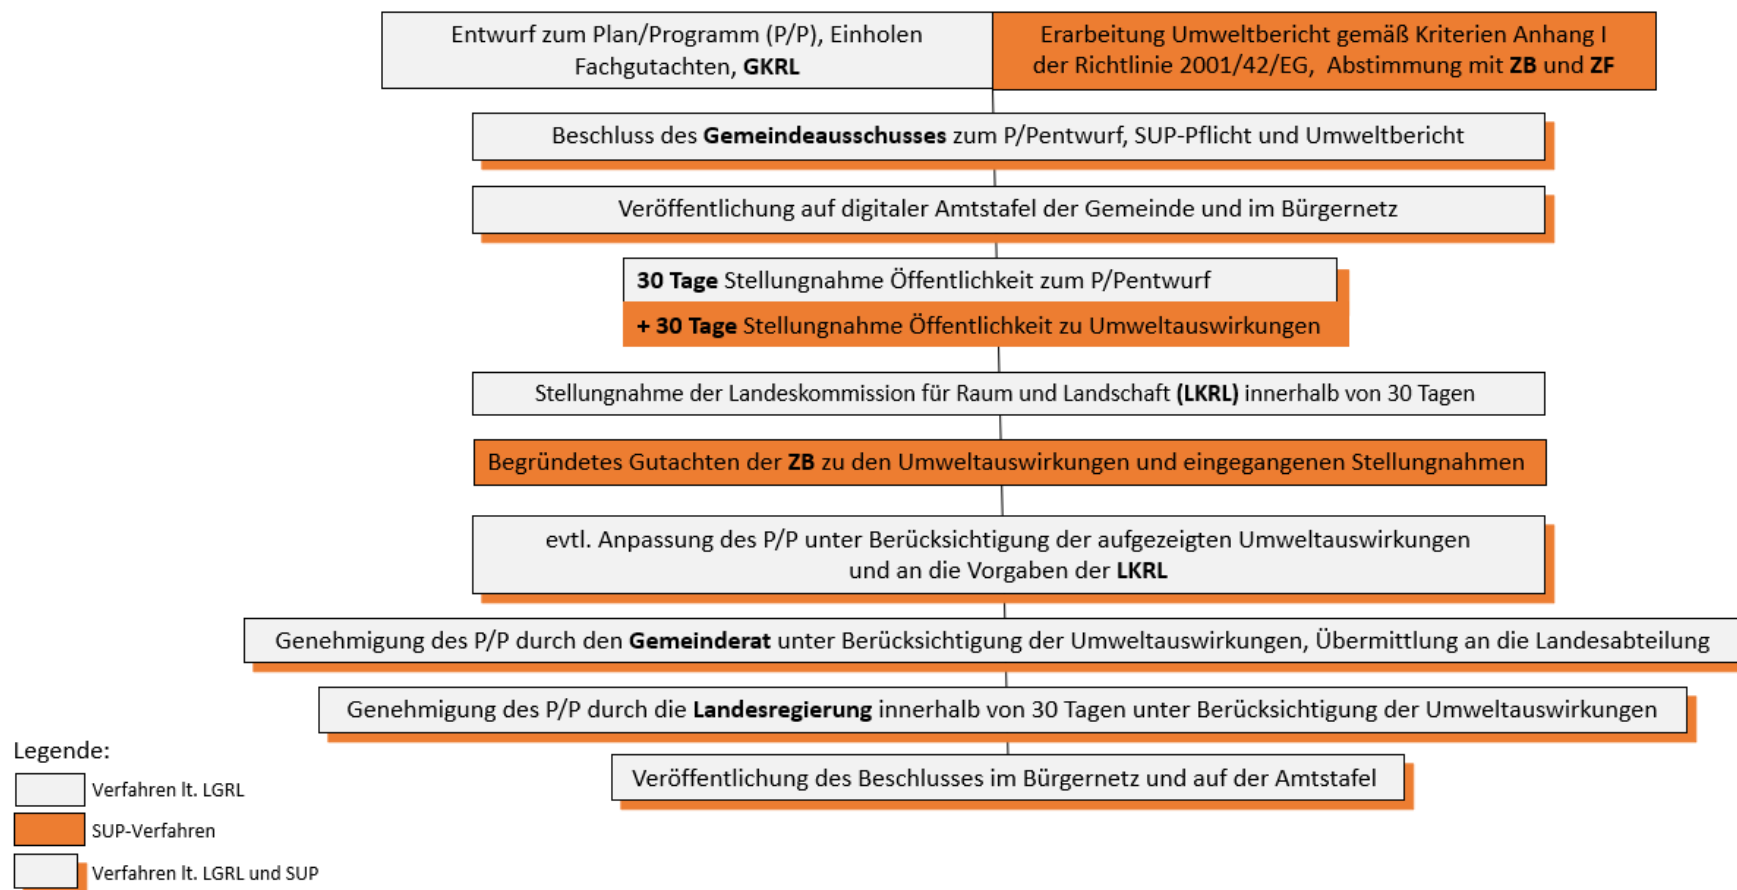 Entwurf zum Plan/Programm (P/P), Einholen
Fachgutachten, GKRL
Erarbeitung Umweltbericht gemäß Kriterien Anhang I
der Richtlinie 2001/42/EG, Abstimmung mit ZB und ZF
Beschluss des Gemeindeausschusses zum P/Pentwurf, SUP-Pflicht und Umweltbericht
Veröffentlichung auf digitaler Amtstafel der Gemeinde und im Bürgernetz
30 Tage Stellungnahme Öffentlichkeit zum P/Pentwurf
+ 30 Tage Stellungnahme Öffentlichkeit zu Umweltauswirkungen
Stellungnahme der Landeskommission für Raum und Landschaft (LKRL) innerhalb von 30 Tagen
Begründetes Gutachten der ZB zu den Umweltauswirkungen und eingegangenen Stellungnahmen
evtl. Anpassung des P/P unter Berücksichtigung der aufgezeigten Umweltauswirkungen
und an die Vorgaben der LKRL
Genehmigung des P/P durch den Gemeinderat unter Berücksichtigung der Umweltauswirkungen, Übermittlung an die Landesabteilung
Genehmigung des P/P durch die Landesregierung innerhalb von 30 Tagen unter Berücksichtigung der Umweltauswirkungen
Veröffentlichung des Beschlusses im Bürgernetz und auf der Amtstafel
Legende:
Verfahren lt. LGRL
SUP-Verfahren
Verfahren lt. LGRL und SUP